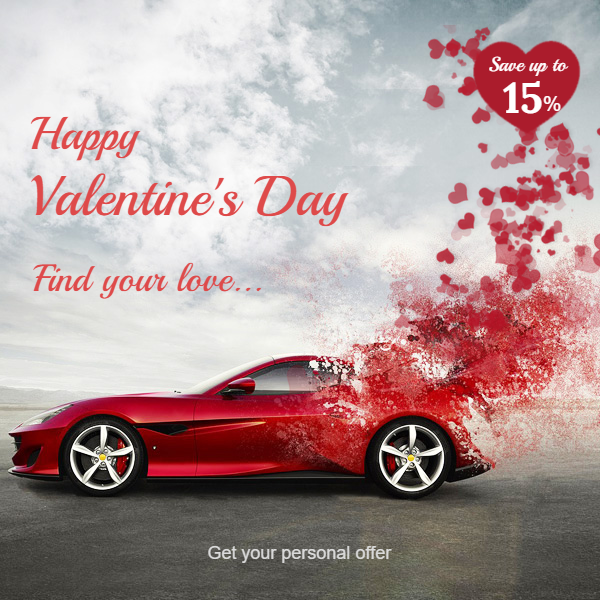 Save up to
15%
Happy
Valentine's Day
Find your love...
Get your personal offer